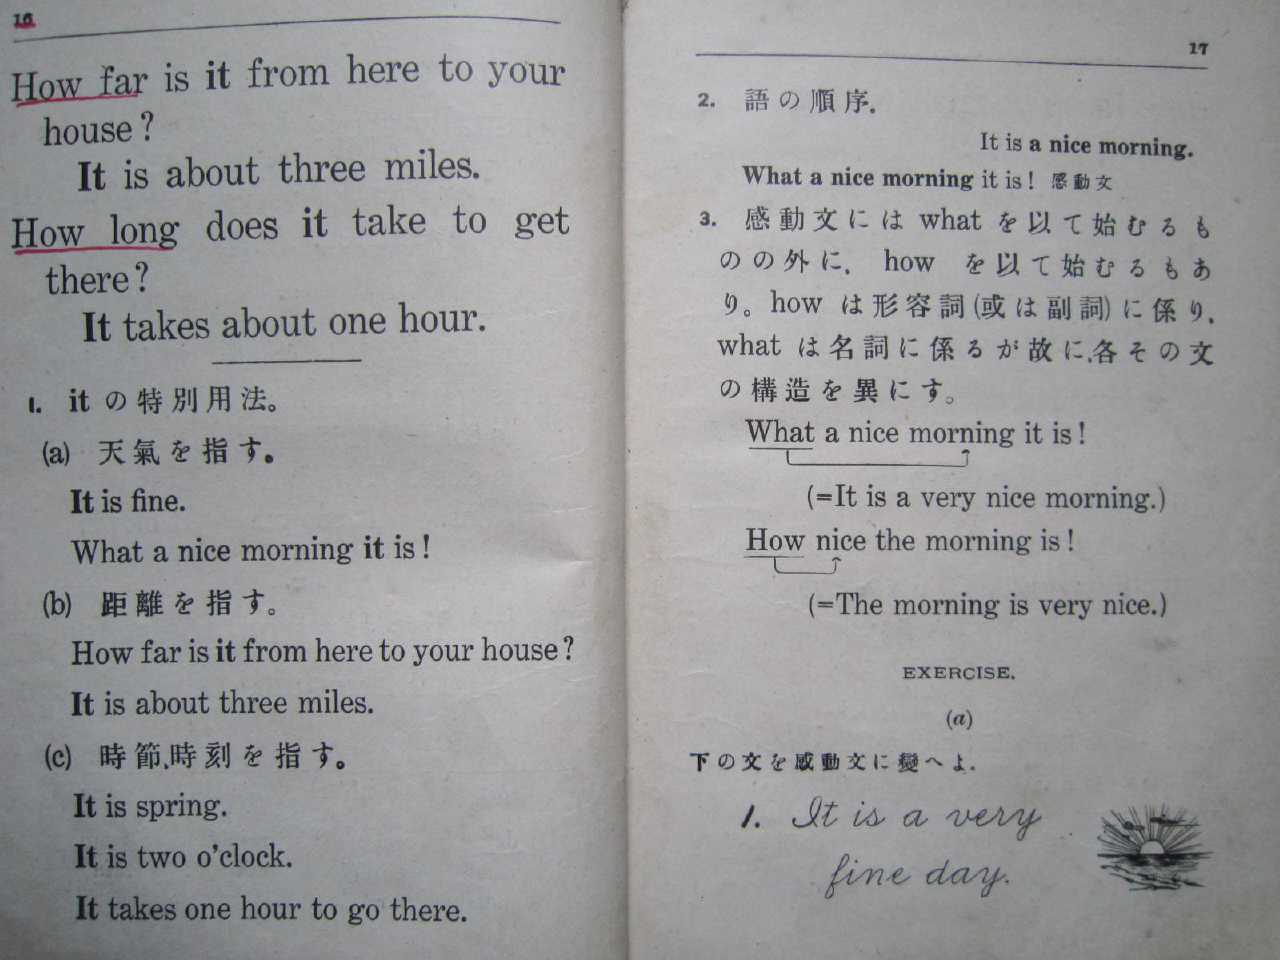 16
How far is it from here to your
house?
It is about three miles.
How long does it take to get
there?
It takes about one hour.
1. it の特別用法。
(a) 天氣を指す。
It is fine.
What a nice morning it is!
(b) 距離を指す。
How far is it from here to your house?
It is about three miles.
(c) 時節、時刻を指す。
It is spring.
It is two o'clock.
It takes one hour to go there.
17
2. 語の順序.
It is a nice morning.
What a nice morning it is! 感動文
3. 感動文には what を以て始むるも
のの外に、 how を以て始むるもあ
り。how は形容詞(或は副詞)に係り、
what は名詞に係るが故に、各その文
の構造を異にす。
What a nice morning it is!
(=It is a very nice morning.)
How nice the morning is!
(=The morning is very nice.)
EXERCISE.
(a)
下の文を感動文に變へよ.
1. It is a very
fine day.